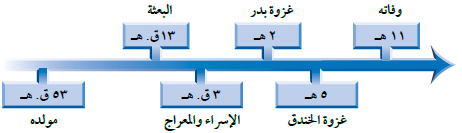 البعثة
غزوة بدر
وفاته
١٣ ق. هـ
٢ هـ
١١ هـ
٥٣ ق. هـ
٣ ق. هـ
٥ هـ
مولده
الإسراء والمعراج
غزوة الخندق